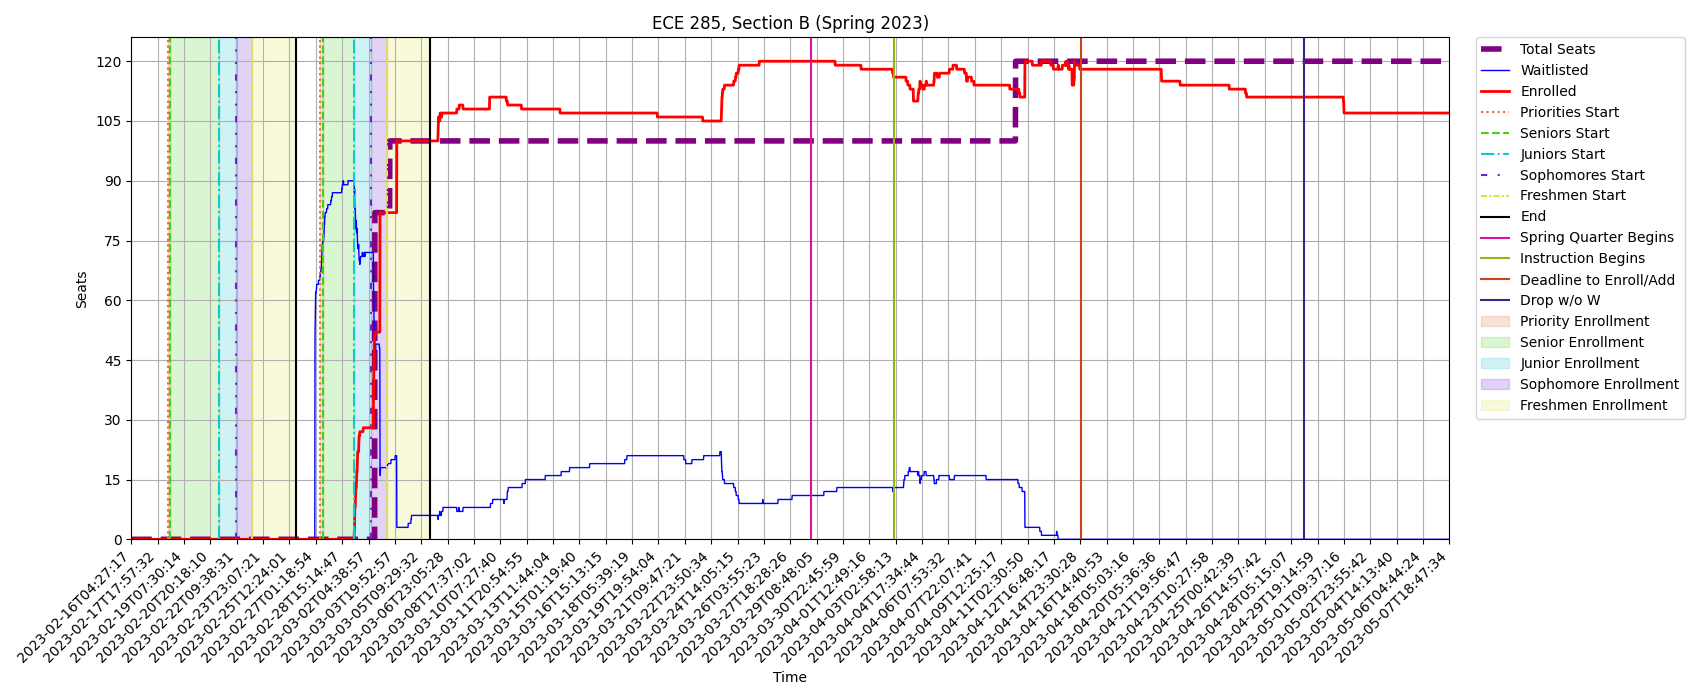 ECE 285, Section B (Spring 2023)
Seats
120
105
90
75
60
45
30
15
0
2023-02-16T04:27:17
2023-02-17T17:57:32
2023-02-19T07:30:14
2023-02-20T20:18:10
2023-02-22T09:38:31
2023-02-23T23:07:21
2023-02-25T12:24:01
2023-02-27T01:18:54
2023-02-28T15:14:47
2023-03-02T04:38:57
2023-03-03T19:52:57
2023-03-05T09:29:32
2023-03-06T23:05:28
2023-03-08T17:37:02
2023-03-10T07:27:40
2023-03-11T20:54:55
2023-03-13T11:44:04
2023-03-15T01:19:40
2023-03-16T15:13:15
2023-03-18T05:39:19
2023-03-19T19:54:04
2023-03-21T09:47:21
2023-03-22T23:50:34
2023-03-24T14:05:15
2023-03-26T03:55:23
2023-03-27T18:28:26
2023-03-29T08:48:05
2023-03-30T22:45:59
2023-04-01T12:49:16
2023-04-03T02:58:13
2023-04-04T17:34:44
2023-04-06T07:53:32
2023-04-07T22:07:41
2023-04-09T12:25:17
2023-04-11T02:30:50
2023-04-12T16:48:17
2023-04-14T23:30:28
2023-04-16T14:40:53
2023-04-18T05:03:16
2023-04-20T05:36:36
2023-04-21T19:56:47
2023-04-23T10:27:58
2023-04-25T00:42:39
2023-04-26T14:57:42
2023-04-28T05:15:07
2023-04-29T19:14:59
2023-05-01T09:37:16
2023-05-02T23:55:42
2023-05-04T14:13:40
2023-05-06T04:44:24
2023-05-07T18:47:34
Time
Total Seats
Waitlisted
Enrolled
Priorities Start
Seniors Start
Juniors Start
Sophomores Start
Freshmen Start
End
Spring Quarter Begins
Instruction Begins
Deadline to Enroll/Add
Drop w/o W
Priority Enrollment
Senior Enrollment
Junior Enrollment
Sophomore Enrollment
Freshmen Enrollment